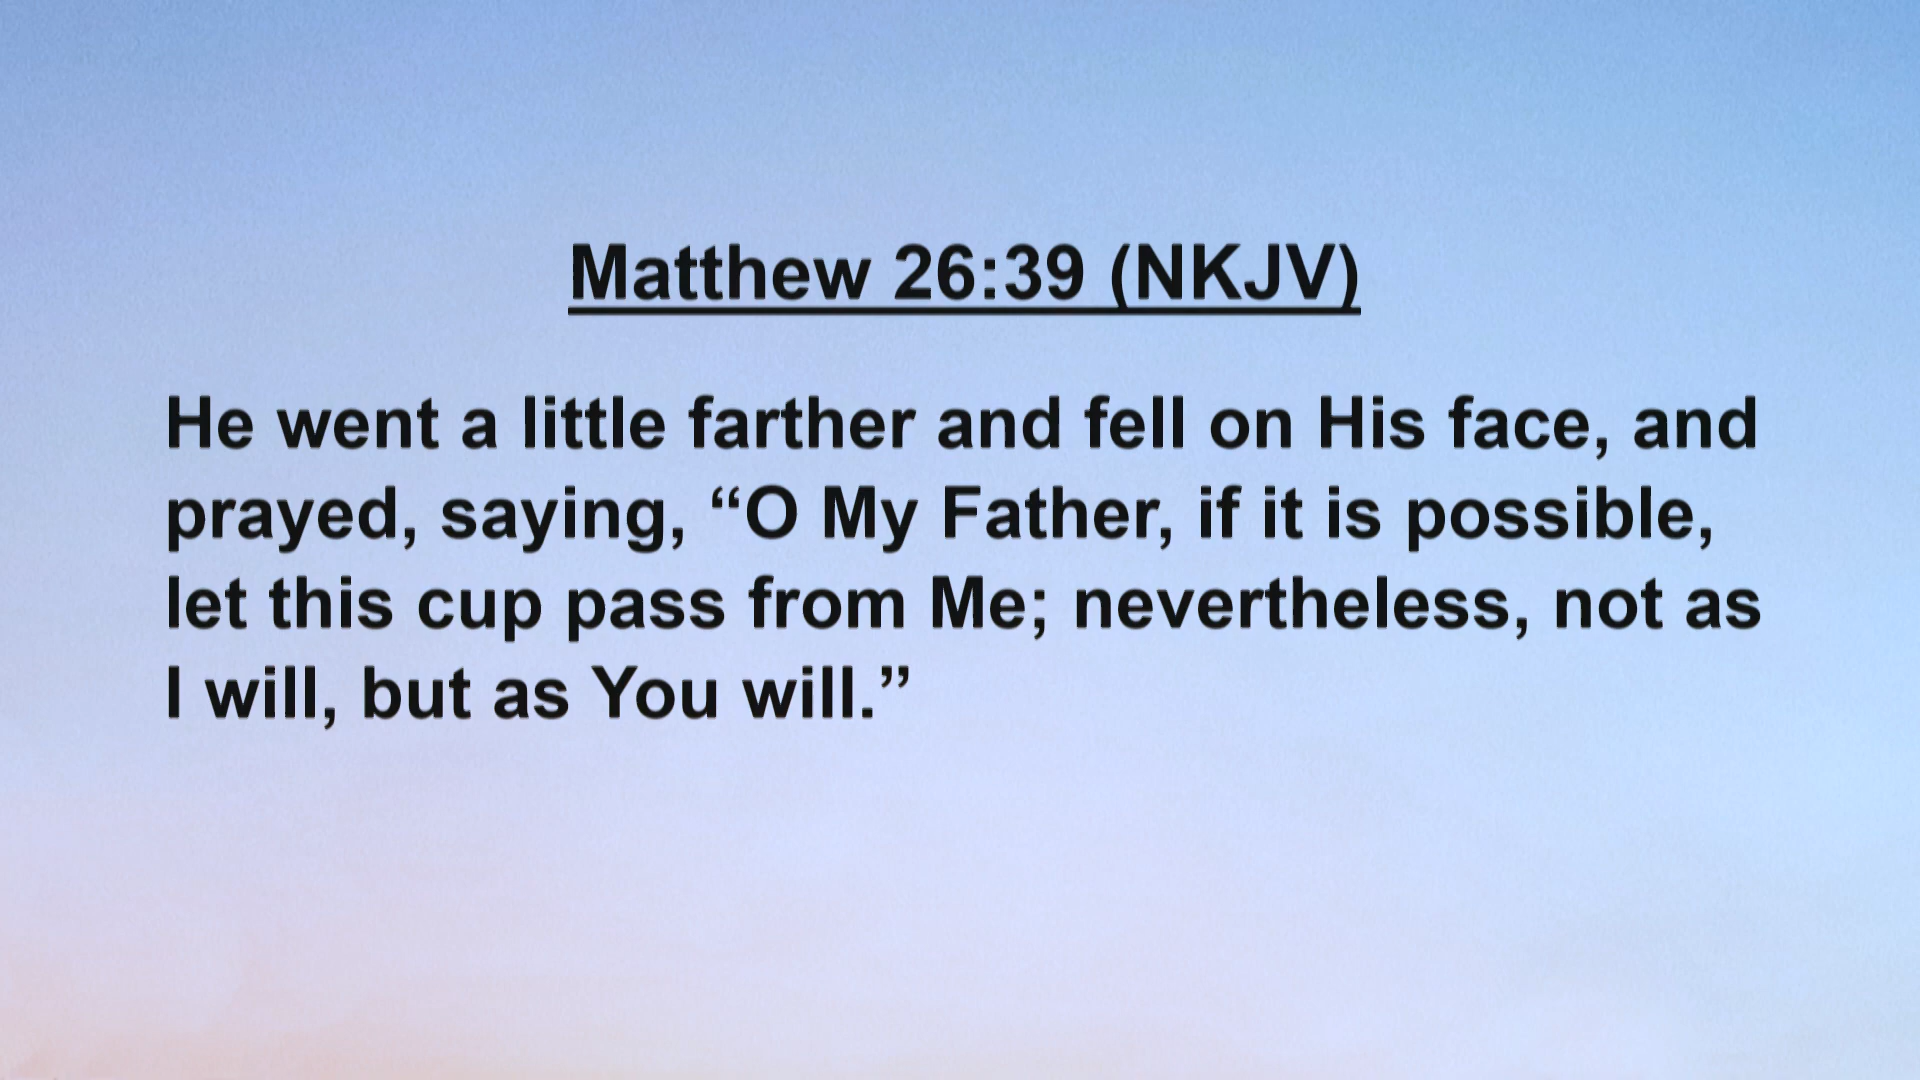 Matthew 26:39 (NKJV)
He went a little farther and fell on His face, and
prayed, saying, “O My Father, if it is possible,
let this cup pass from Me; nevertheless, not as
I will, but as You will.”